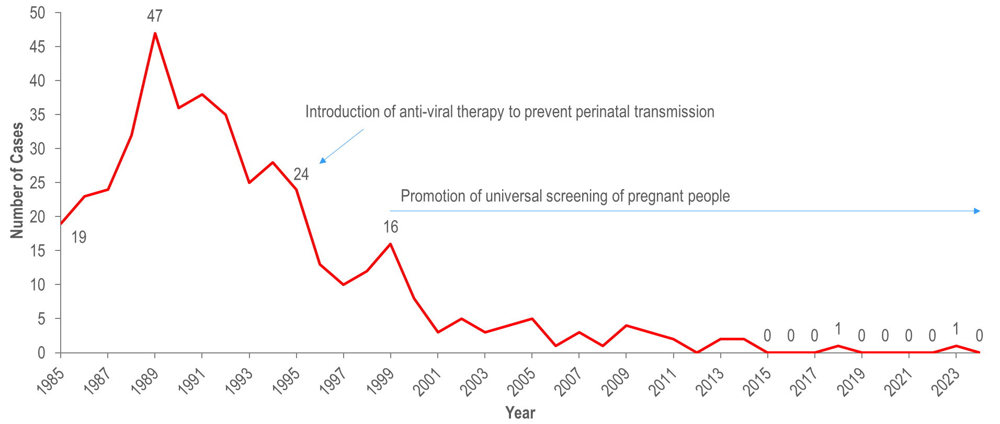 50
47
45
40
35
Introduction of anti-viral therapy to prevent perinatal transmission
30
24
25
Promotion of universal screening of pregnant people
20
16
19
15
10
5
0 0 0 1 0 0 0 0 1 0
0
Number of Cases
1985 1987 1989 1991 1993 1995 1997 1999 2001 2003 2005 2007 2009 2011 2013 2015 2017 2019 2021 2023
Year